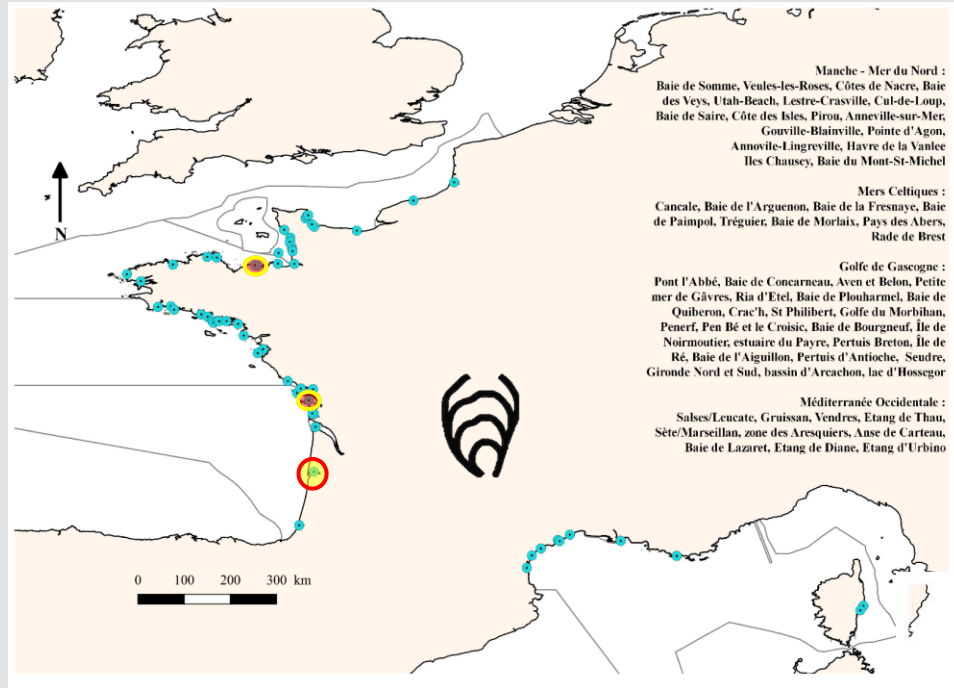 Manche - Mer du Nord :
Baie de Somme, Veules-les-Roses, Côtes de Nacre, Baie
des Veys, Utah-Beach, Lestre-Crasville, Cul-de-Loup,
Baie de Saire, Côte des Isles, Pirou, Anneville-sur-Mer,
Gouville-Blainville, Pointe d'Agon,
Annovile-Lingreville, Havre de la Vanlee
Iles Chausey, Baie du Mont-St-Michel
Mers Celtiques :
Cancale, Baie de l'Arguenon, Baie de la Fresnaye, Baie
de Paimpol, Tréguier, Baie de Morlaix, Pays des Abers,
Rade de Brest
Golfe de Gascogne :
Pont l'Abbé, Baie de Concarneau, Aven et Belon, Petite
mer de Gâvres, Ria d'Etel, Baie de Plouharmel, Baie de
Quiberon, Crac'h, St Philibert, Golfe du Morbihan,
Penerf, Pen Bé et le Croisic, Baie de Bourgneuf, Île de
Noirmoutier, estuaire du Payre, Pertuis Breton, Île de
Ré, Baie de l'Aiguillon, Pertuis d'Antioche, Seudre,
Gironde Nord et Sud, bassin d'Arcachon, lac d'Hossegor
Méditerranée Occidentale :
Salses/Leucate, Gruissan, Vendres, Etang de Thau,
Sète/Marseillan, zone des Aresquiers, Anse de Carteau,
Baie de Lazaret, Etang de Diane, Etang d'Urbino
N
0 100 200 300 km